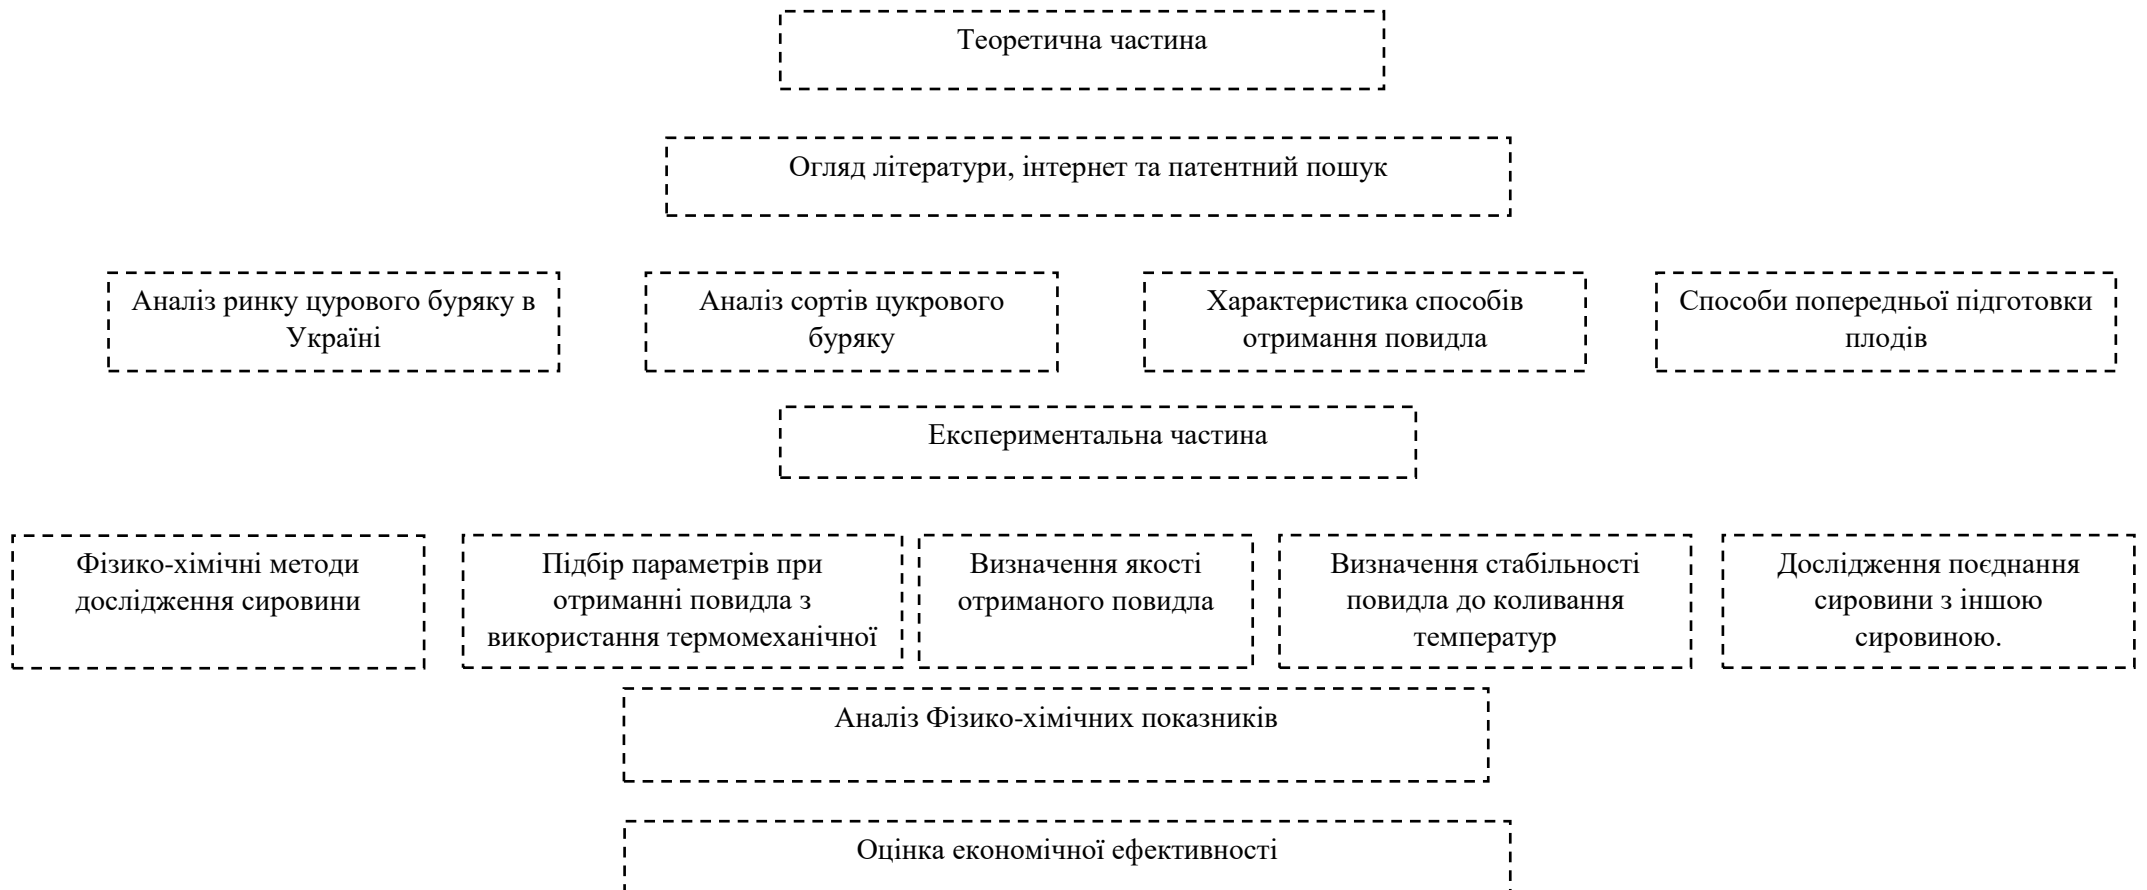 Теоретична частина
Огляд літератури, інтернет та патентний пошук
Аналіз ринку цурового буряку в
Україні
Аналіз сортів цукрового
буряку
Характеристика способів
отримання повидла
Способи попередньої підготовки
плодів
Експериментальна частина
Фізико-хімічні методи
дослідження сировини
Підбір параметрів при
отриманні повидла з
використання термомеханічної
Визначення якості
отриманого повидла
Визначення стабільності
повидла до коливання
температур
Дослідження поєднання
сировини з іншою
сировиною.
Аналіз Фізико-хімічних показників
Оцінка економічної ефективності